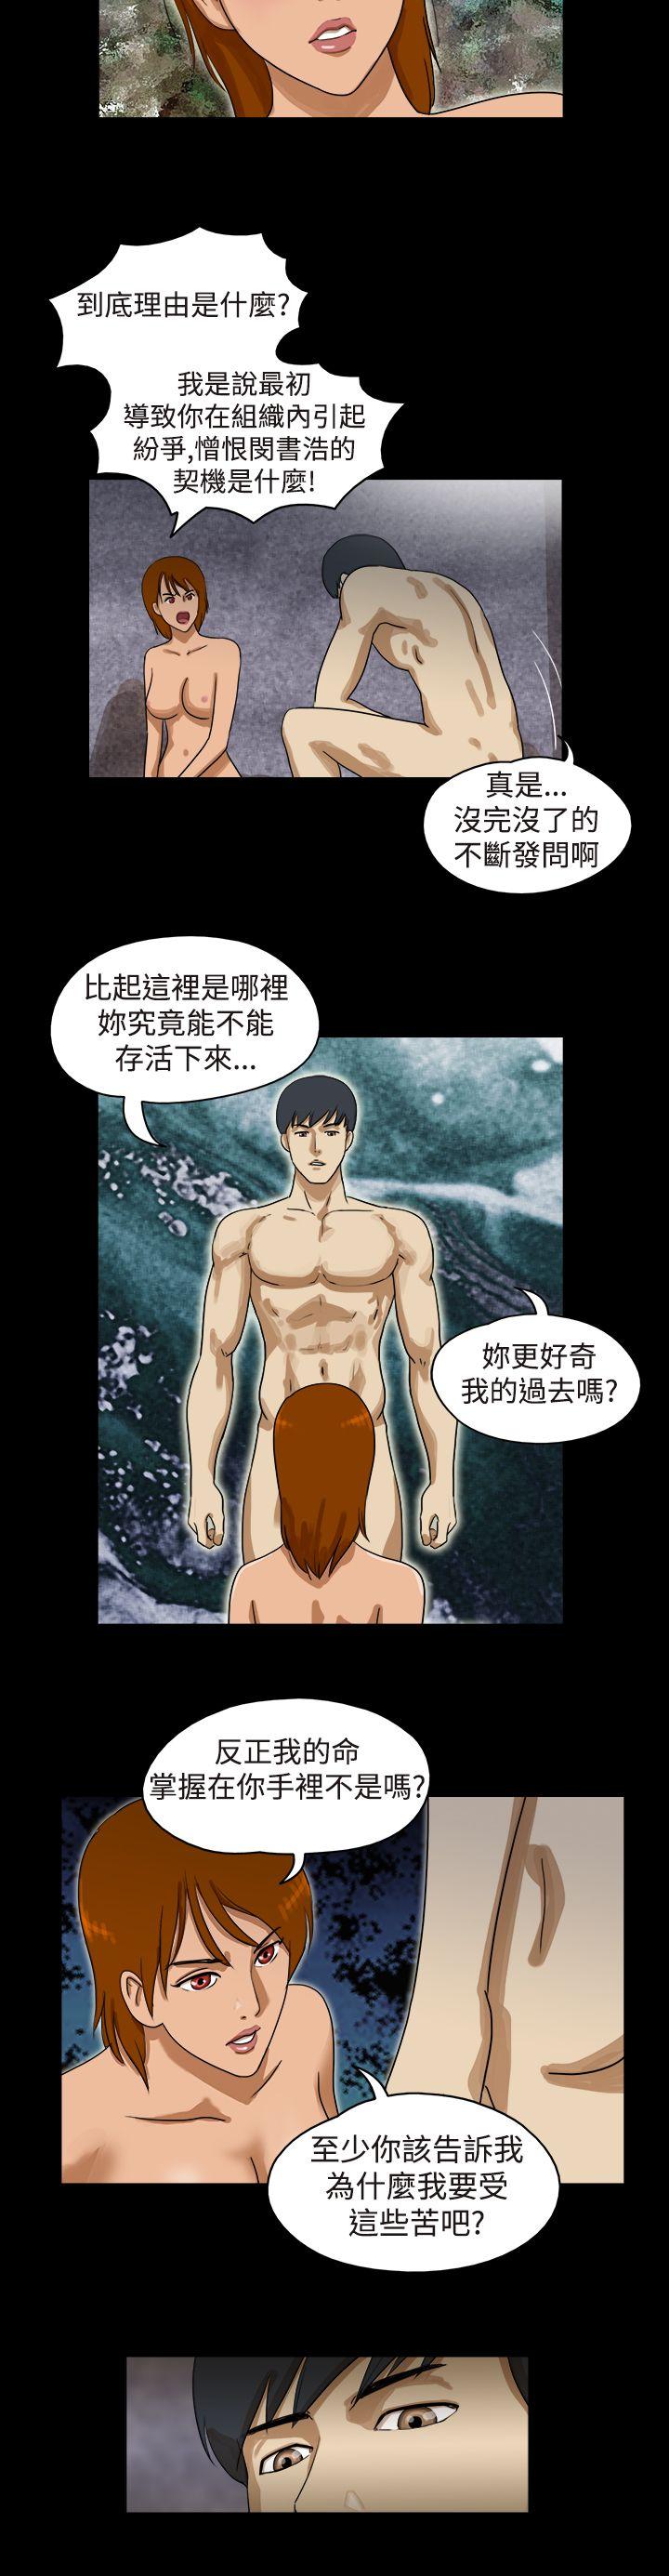 到底理由是什麼?
我是說最初
導致你在組織內引起
紛爭,憎恨閔書浩的
契機是什麼!
真是...
沒完沒了的
不斷發問啊
比起這裡是哪裡
妳究竟能不能
存活下來...
妳更好奇
我的過去嗎?
反正我的命
掌握在你手裡不是嗎?
至少你該告訴我
為什麼我要受
這些苦吧?